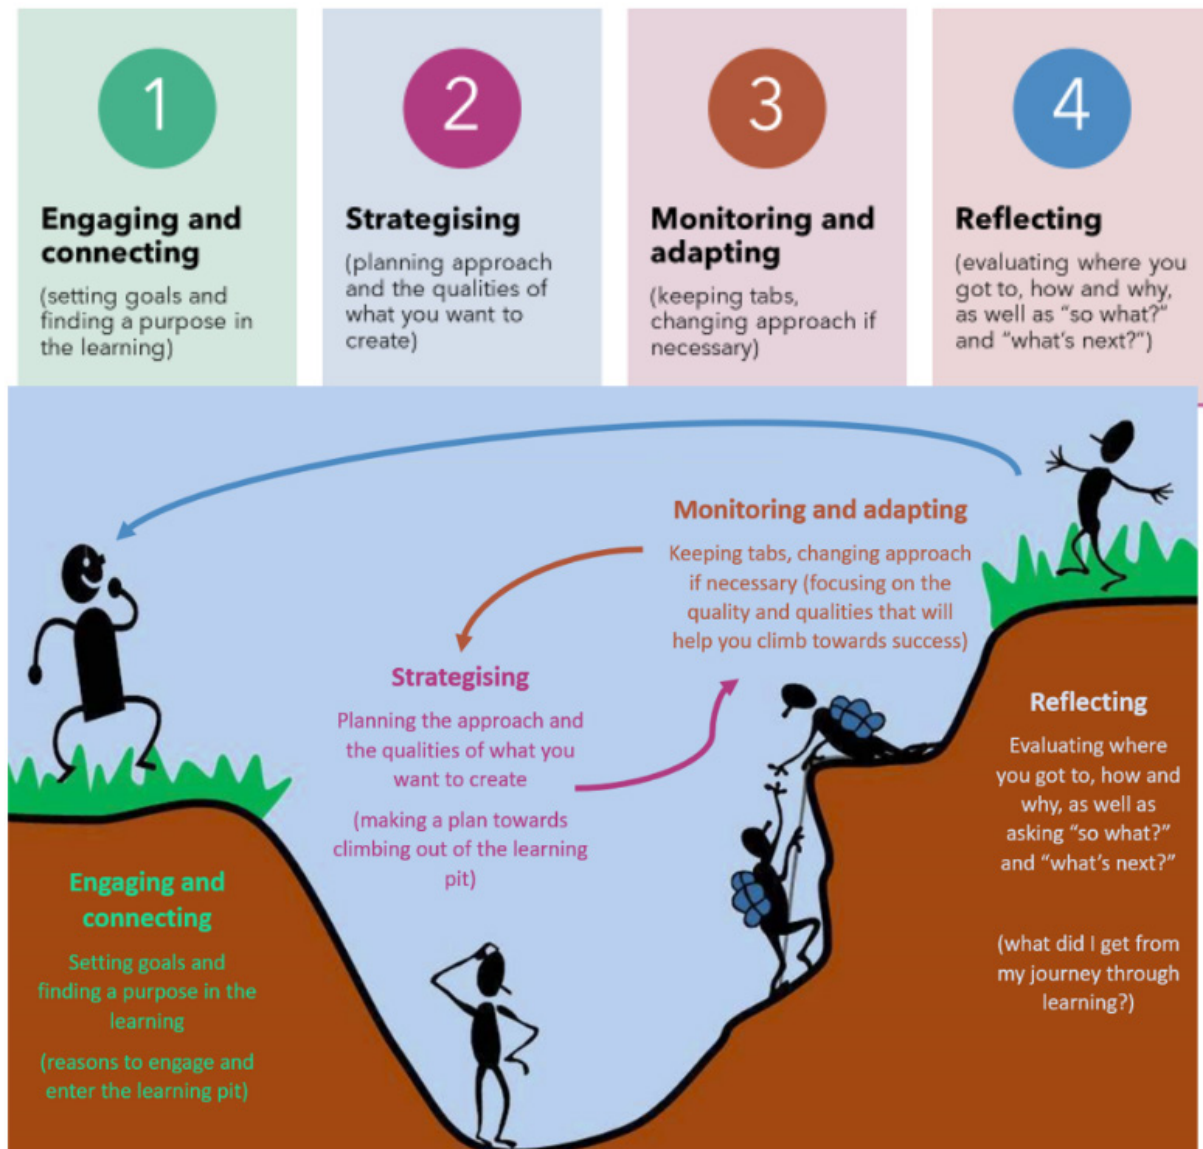 1
Engaging and
connecting
(setting goals and
finding a purpose in
the learning)
2
Strategising
(planning approach
and the qualities of
what you want to
create)
3
Monitoring and
adapting
(keeping tabs,
changing approach if
necessary)
4
Reflecting
(evaluating where you
got to, how and why,
as well as “so what?”
and “what’s next?”)
Engaging and
connecting
Setting goals and
finding a purpose in the
learning
(reasons to engage and
enter the learning pit)
Strategising
Planning the approach and
the qualities of what you
want to create
(making a plan towards
climbing out of the learning
pit)
Monitoring and adapting
Keeping tabs, changing approach
if necessary (focusing on the
quality and qualities that will
help you climb towards success)
Reflecting
Evaluating where
you got to, how and
why, as well as
asking “so what?”
and “what’s next?”
(what did I get from
my journey through
learning?)